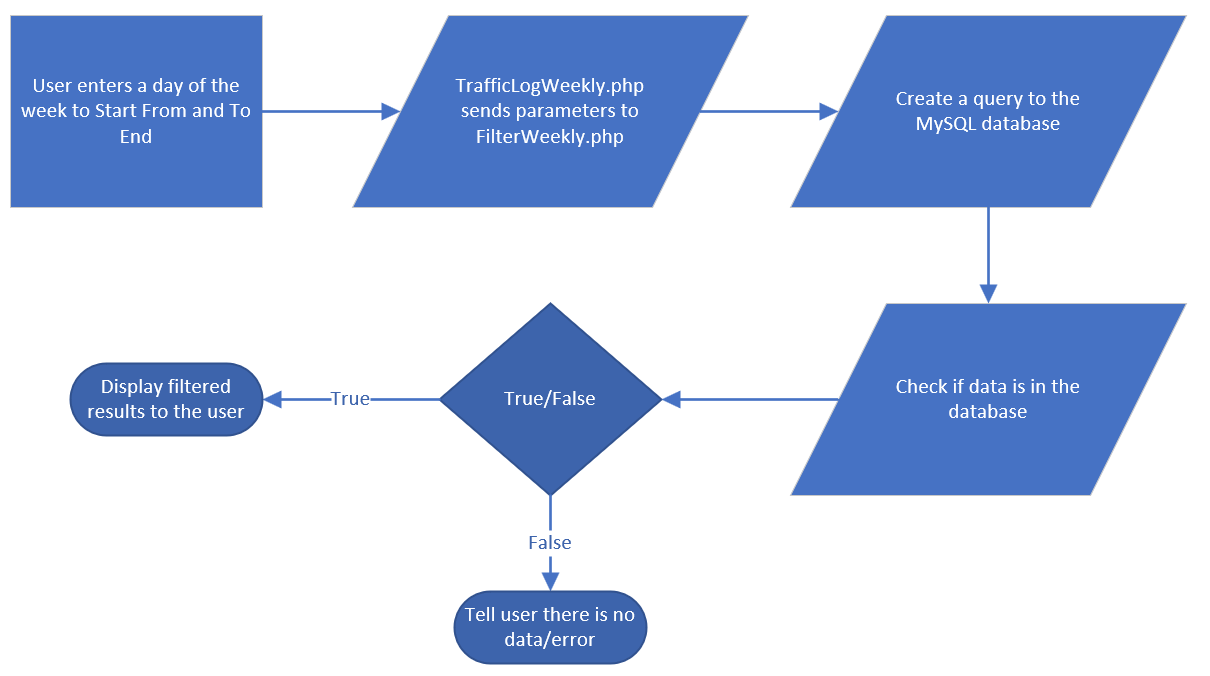 User enters a day of the
week to Start From and To
End
TrafficLogWeekly.php
sends parameters to
FilterWeekly.php
Create a query to the
MySQL database
Check if data is in the
database
True/False
True
Display filtered
results to the user
False
Tell user there is no
data/error